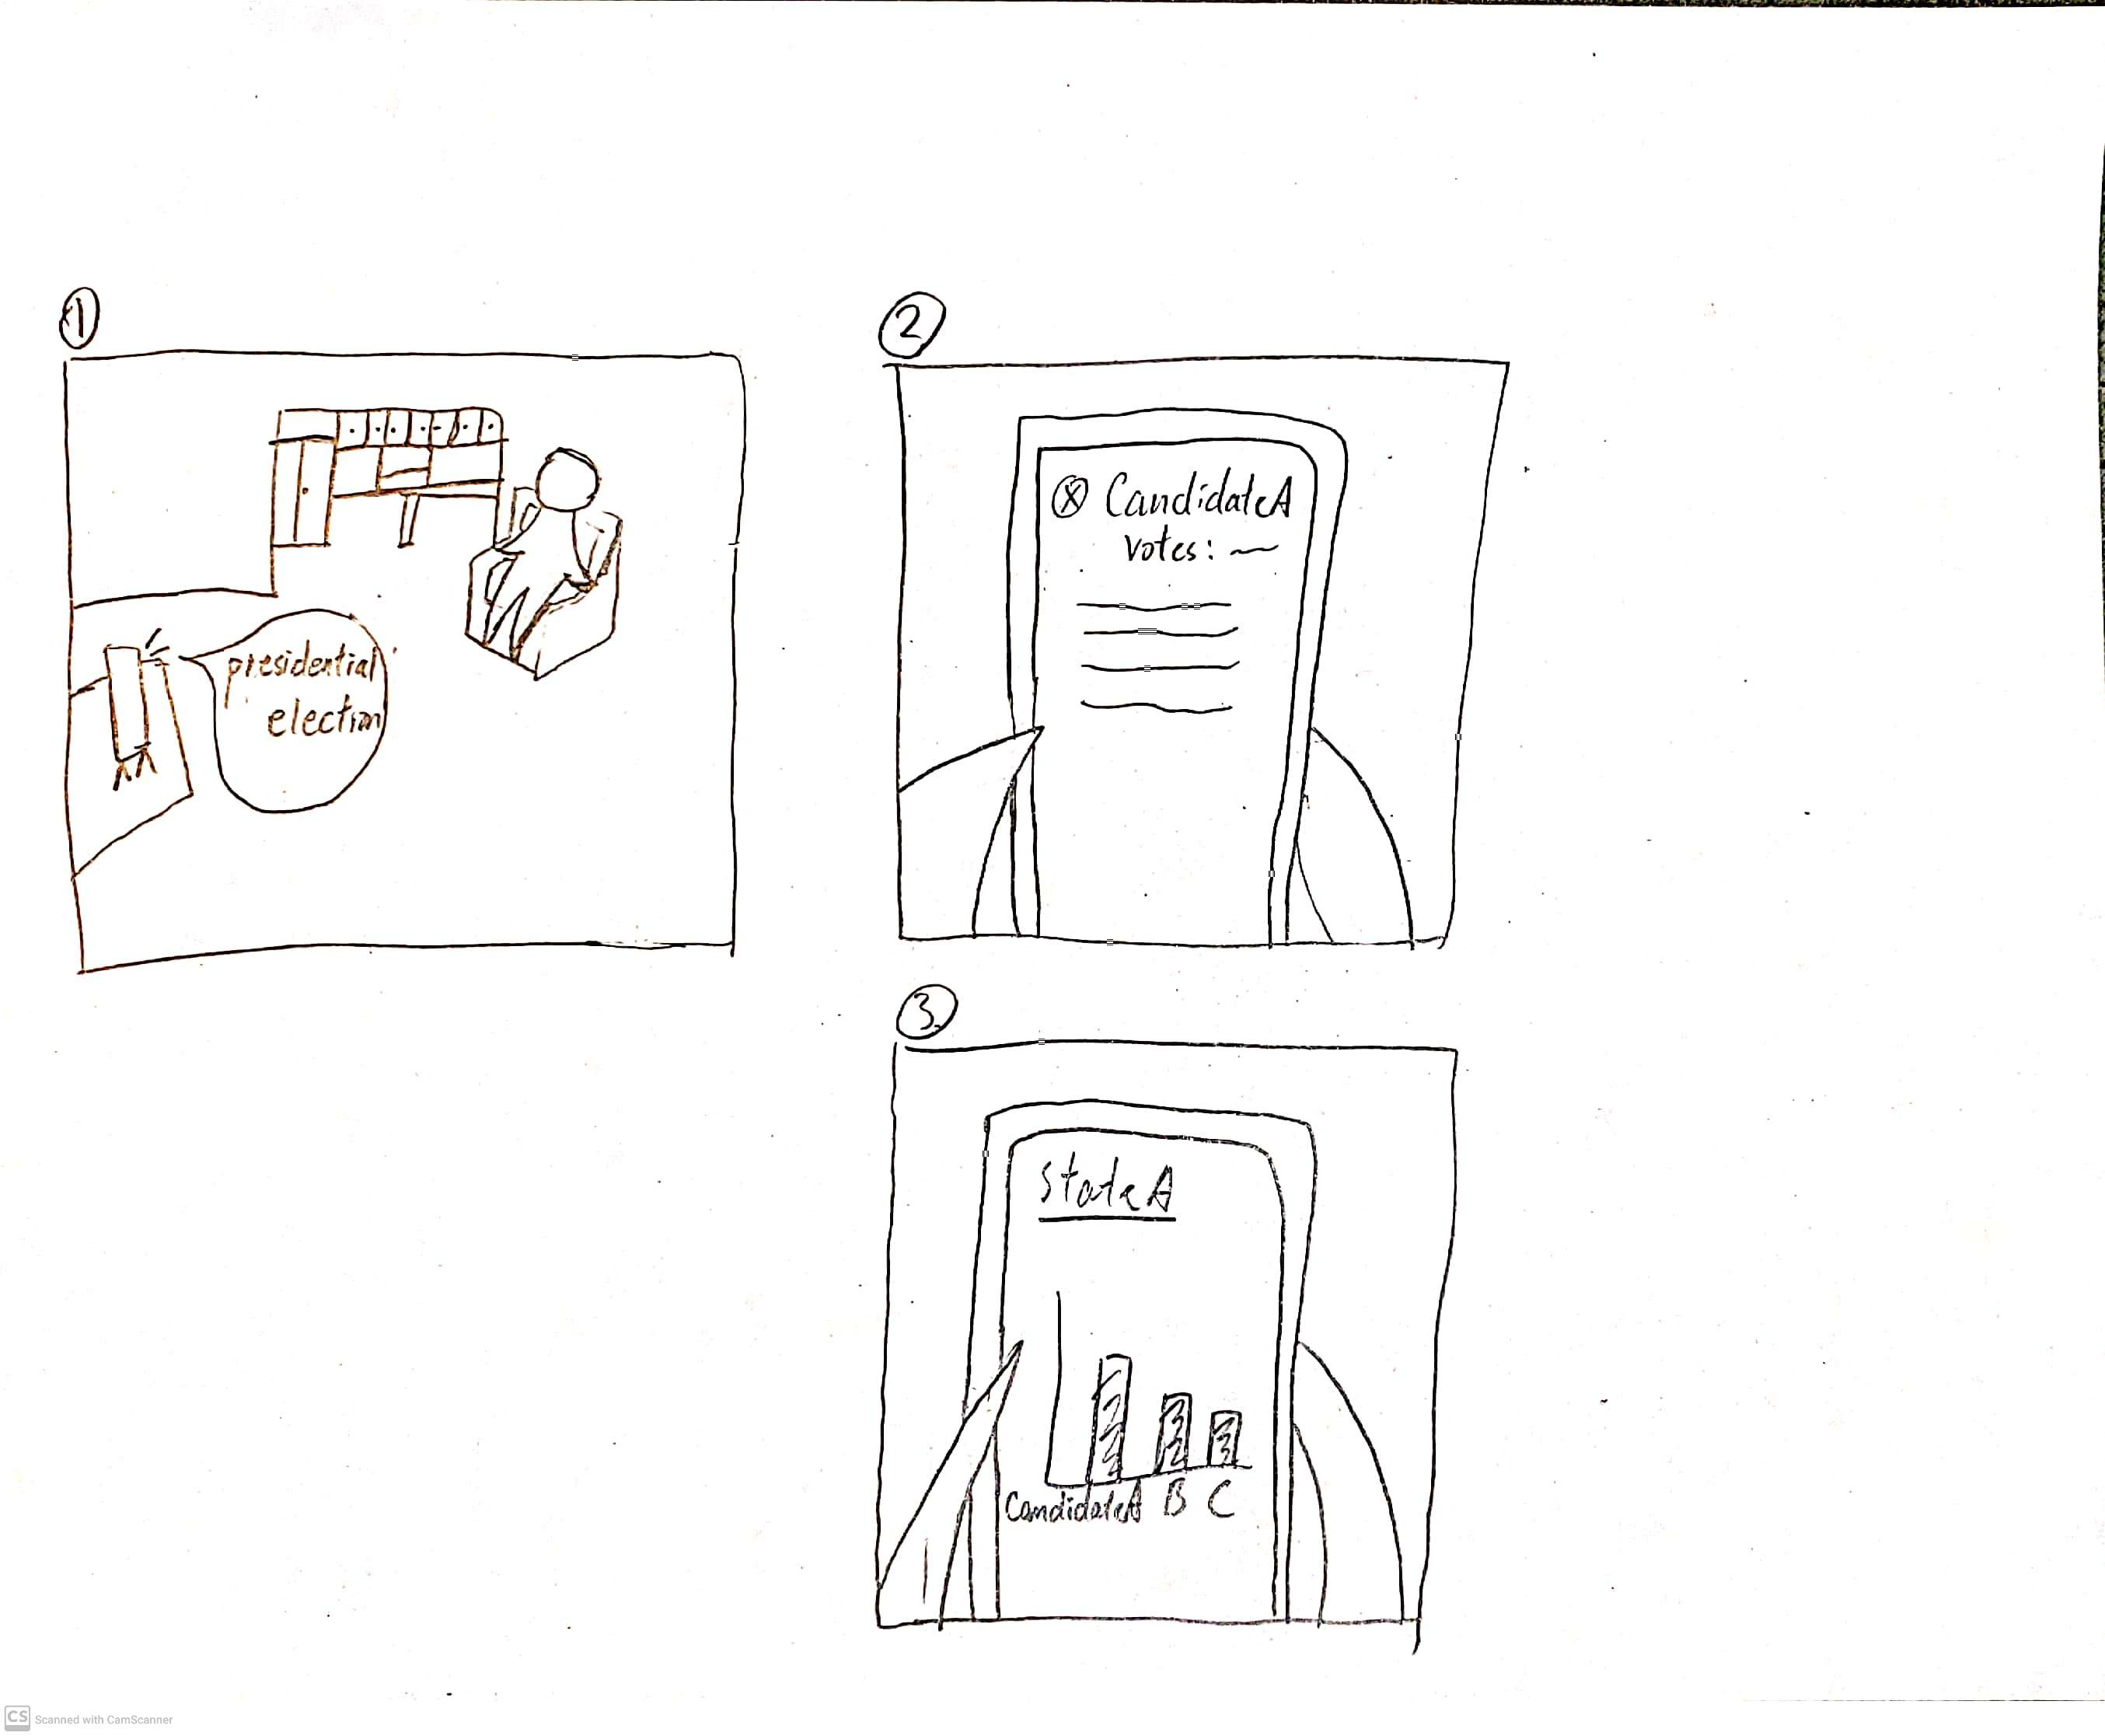 1
presidential
election
2
Candidate A
votes:
3
State A
Candidate A B C
CS Scanned with CamScanner